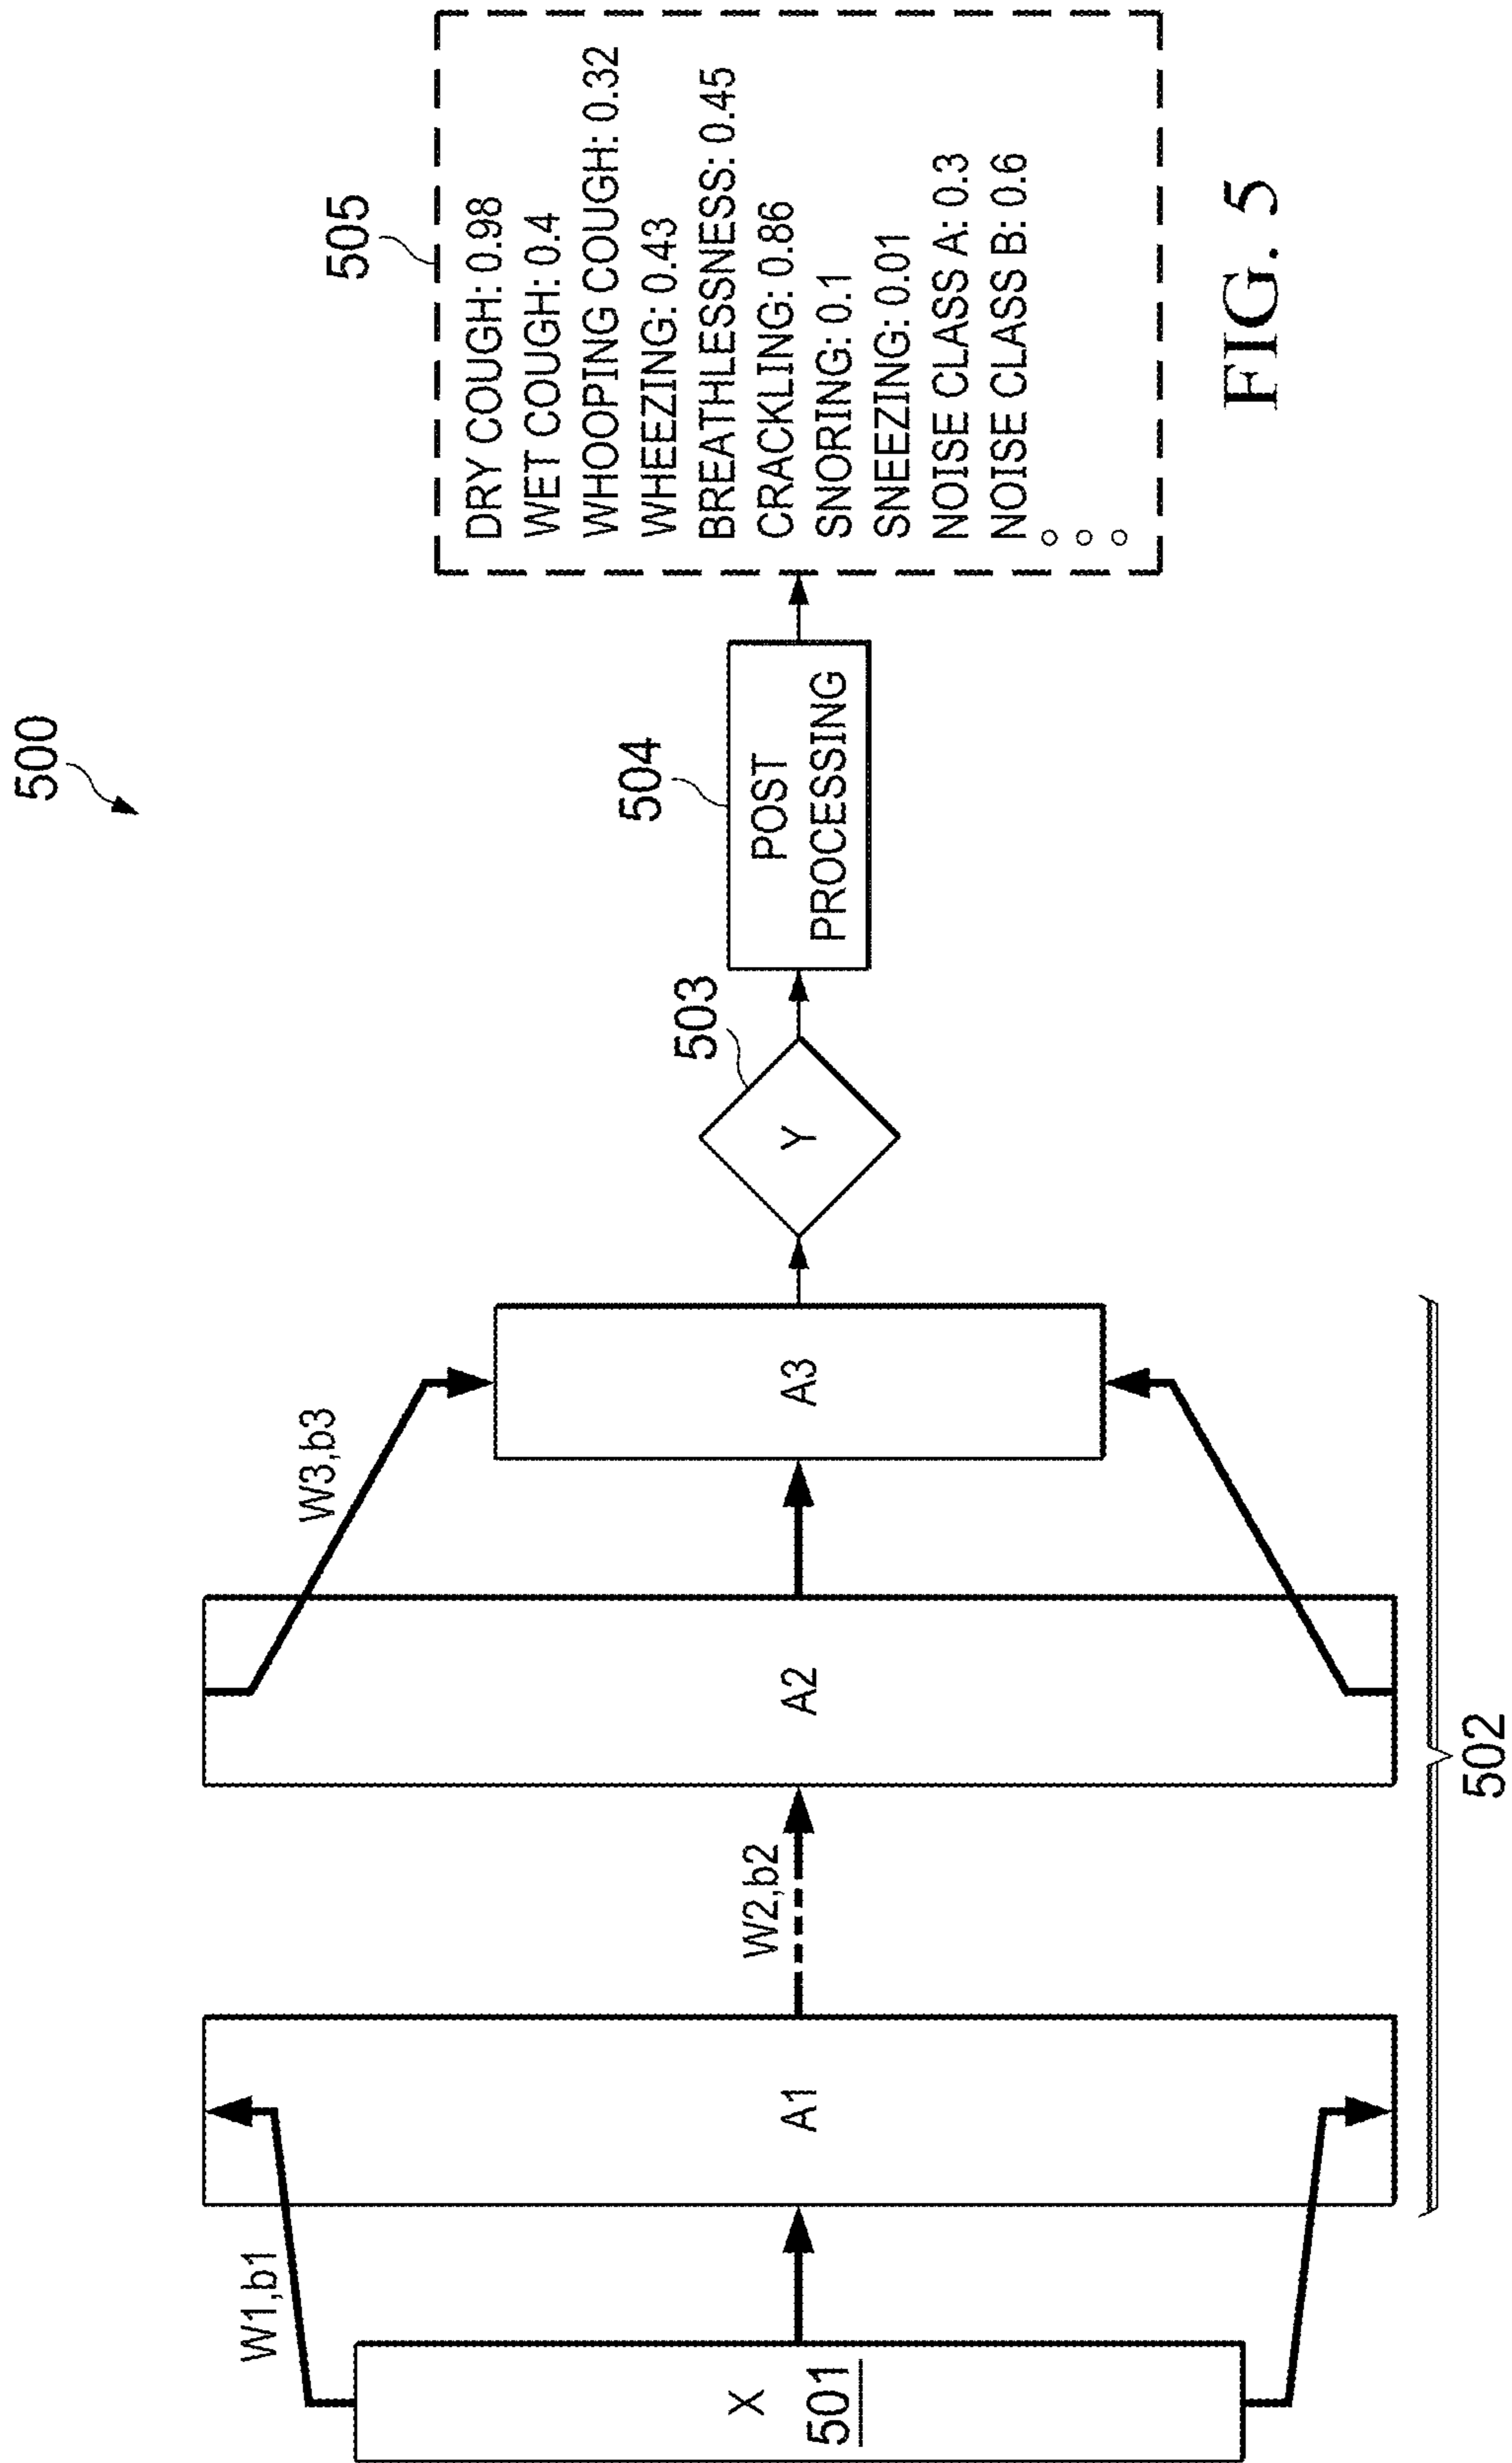 500
X
501
W1,b1
A1
W2,b2
A2
W3,b3
A3
502
Y
503
POST
PROCESSING
504
505
DRY COUGH: 0.98
WET COUGH: 0.4
WHOOPING COUGH: 0.32
WHEEZING: 0.43
BREATHLESSNESS: 0.45
CRACKLING: 0.86
SNORING: 0.1
SNEEZING: 0.01
NOISE CLASS A: 0.3
NOISE CLASS B: 0.6
FIG. 5